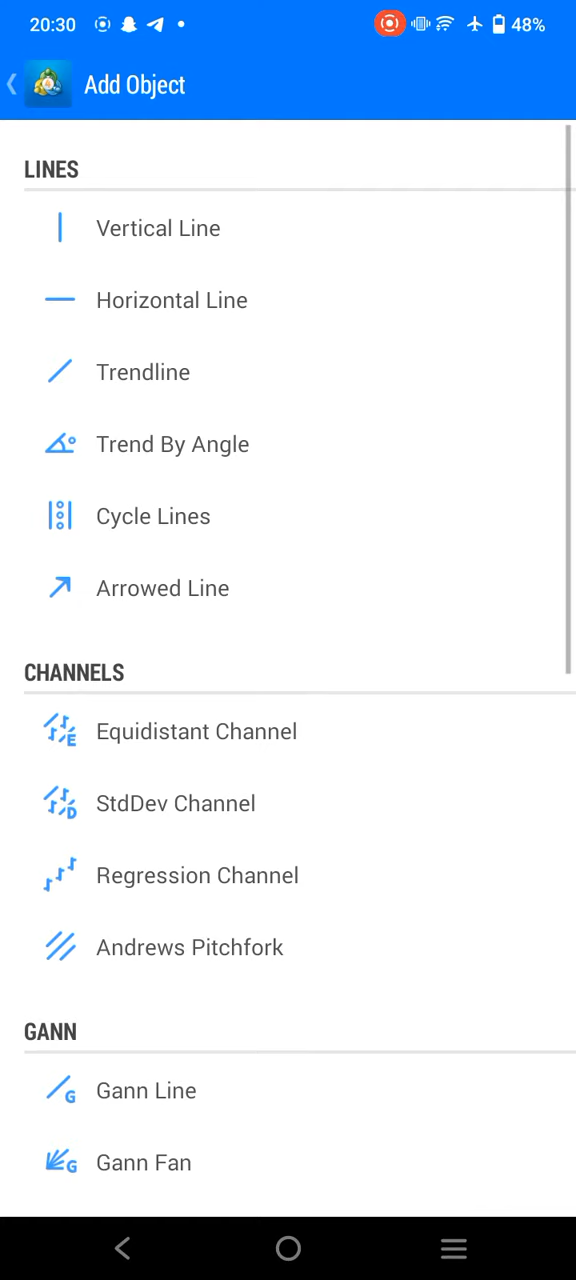 20:30
48%
Add Object
LINES
Vertical Line
Horizontal Line
Trendline
Trend By Angle
Cycle Lines
Arrowed Line
CHANNELS
E Equidistant Channel
D StdDev Channel
Regression Channel
Andrews Pitchfork
GANN
G Gann Line
G Gann Fan